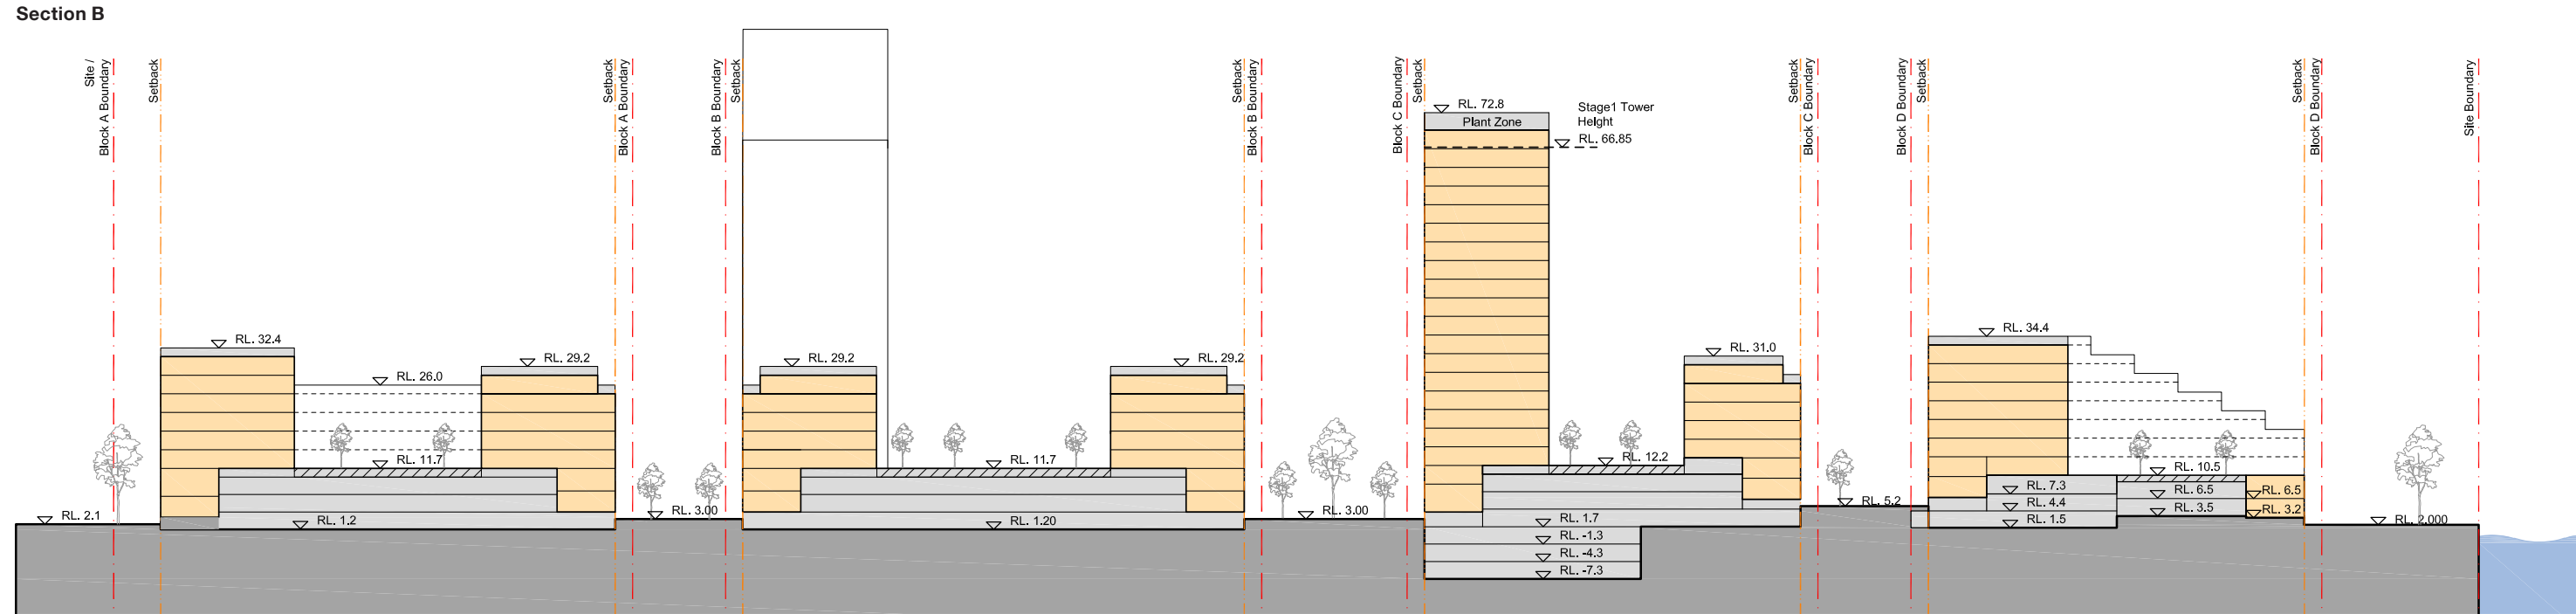 Section B
Site /
Block A Boundary
Setback
Setback
Block A Boundary
Block B Boundary
Setback
Setback
Block B Boundary
Block C Boundary
Setback
Setback
Block C Boundary
Block D Boundary
Setback
Setback
Block D Boundary
Site Boundary
RL. 72.8
Plant Zone
Stage1 Tower
Height
RL. 66.85
RL. 32.4
RL. 26.0
RL. 29.2
RL. 29.2
RL. 29.2
RL. 31.0
RL. 34.4
RL. 11.7
RL. 11.7
RL. 12.2
RL. 10.5
RL. 7.3
RL. 6.5
RL. 6.5
RL. 4.4
RL. 3.5
RL. 3.2
RL. 1.5
RL. 2.1
RL. 1.2
RL. 3.00
RL. 1.20
RL. 3.00
RL. 1.7
RL. -1.3
RL. -4.3
RL. -7.3
RL. 5.2
RL. 2.000